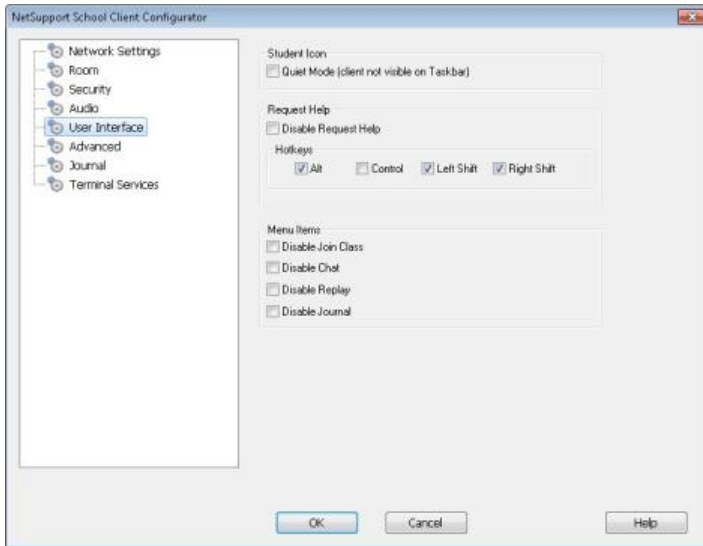 NetSupport School Client Configurator
Network Settings
Room
Security
Audio
User Interface
Advanced
Journal
Terminal Services
Student Icon
Quiet Mode (client not visible on Taskbar)
Request Help
Disable Request Help
Hotkeys
Alt Control Left Shift Right Shift
Menu Items
Disable Join Class
Disable Chat
Disable Replay
Disable Journal
OK Cancel Help